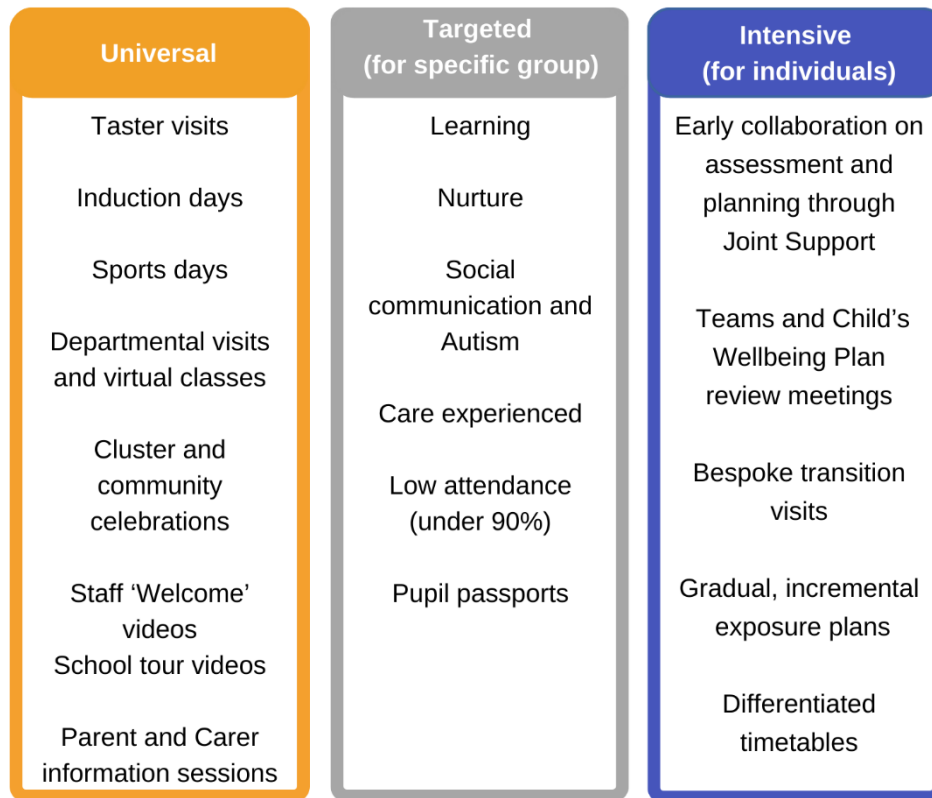 Universal
Taster visits
Induction days
Sports days
Departmental visits
and virtual classes
Cluster and
community
celebrations
Staff ‘Welcome’
videos
School tour videos
Parent and Carer
information sessions
Targeted
(for specific group)
Learning
Nurture
Social
communication and
Autism
Care experienced
Low attendance
(under 90%)
Pupil passports
Intensive
(for individuals)
Early collaboration on
assessment and
planning through
Joint Support
Teams and Child’s
Wellbeing Plan
review meetings
Bespoke transition
visits
Gradual, incremental
exposure plans
Differentiated
timetables